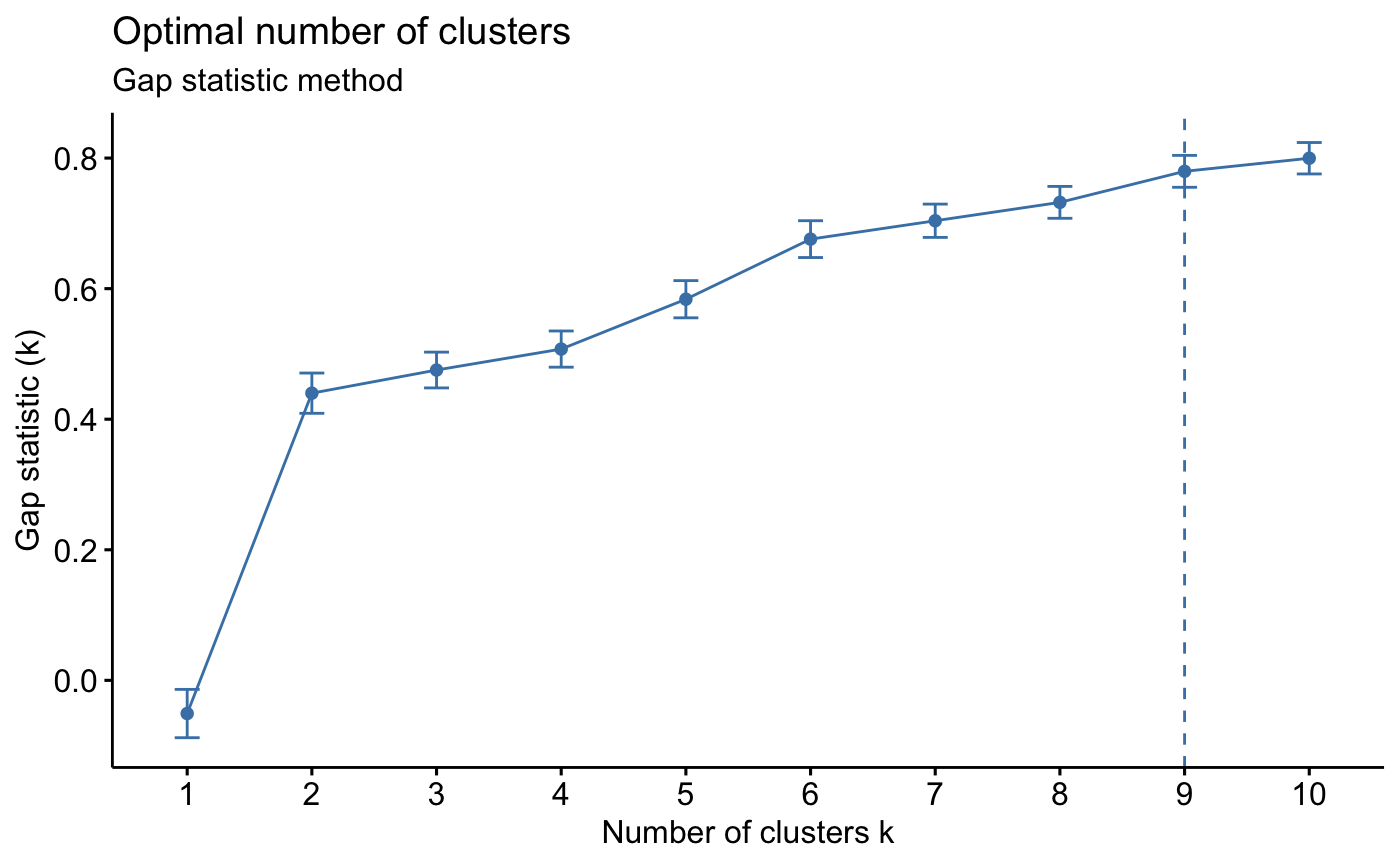 Optimal number of clusters
Gap statistic method
Gap statistic (k)
0.8
0.6
0.4
0.2
0.0
1 2 3 4 5 6 7 8 9 10
Number of clusters k